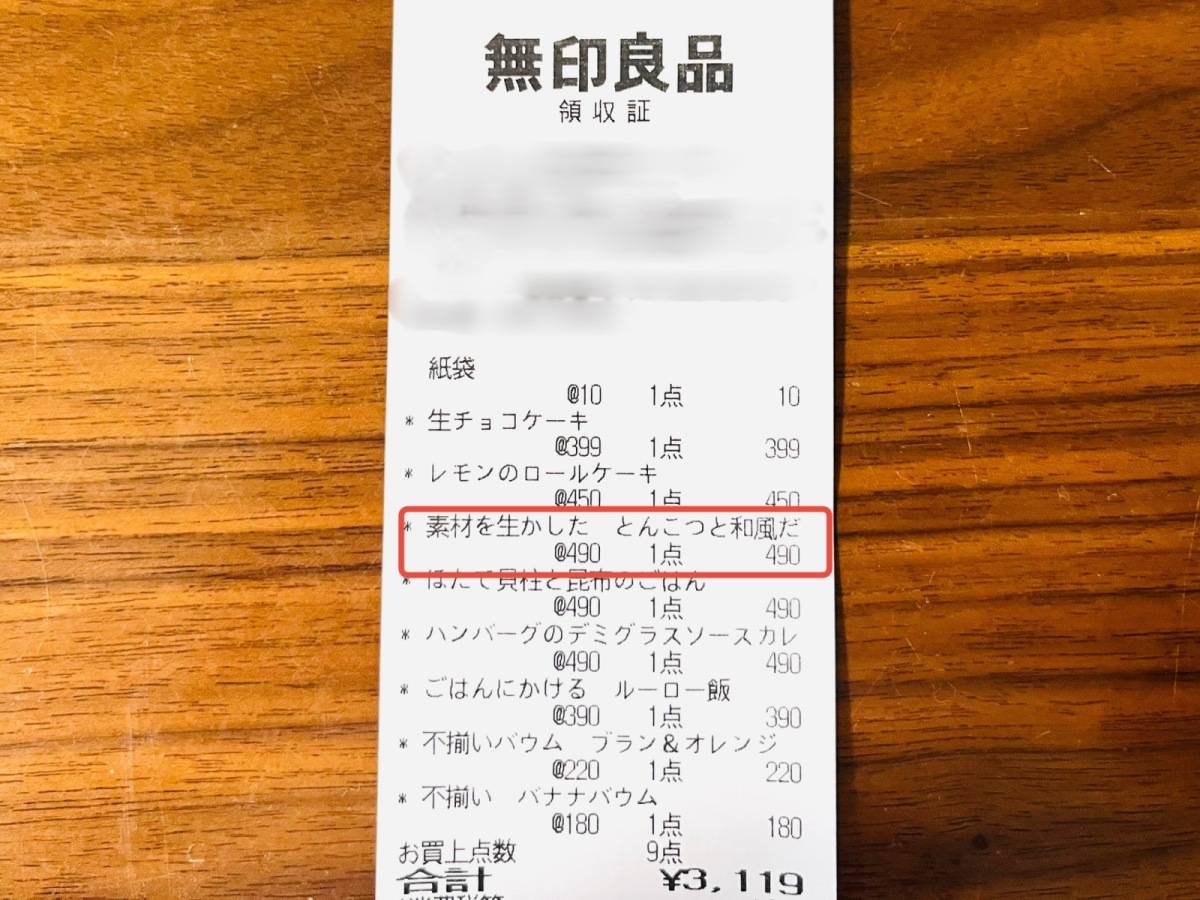 無印良品
領収証
紙袋
@10 1点 10
* 生チョコケーキ
@399 1点 399
* レモンのロールケーキ
@450 1点 450
* 素材を生かした とんこつと和風だ
@490 1点 490
* ほたて貝柱と昆布のごはん
@490 1点 490
* ハンバーグのデミグラスソースカレ
@490 1点 490
* ごはんにかける ルーロー飯
@390 1点 390
* 不揃いバウム ブラン&オレンジ
@220 1点 220
* 不揃い バナナバウム
@180 1点 180
お買上点数 9点
合計 ¥3,119